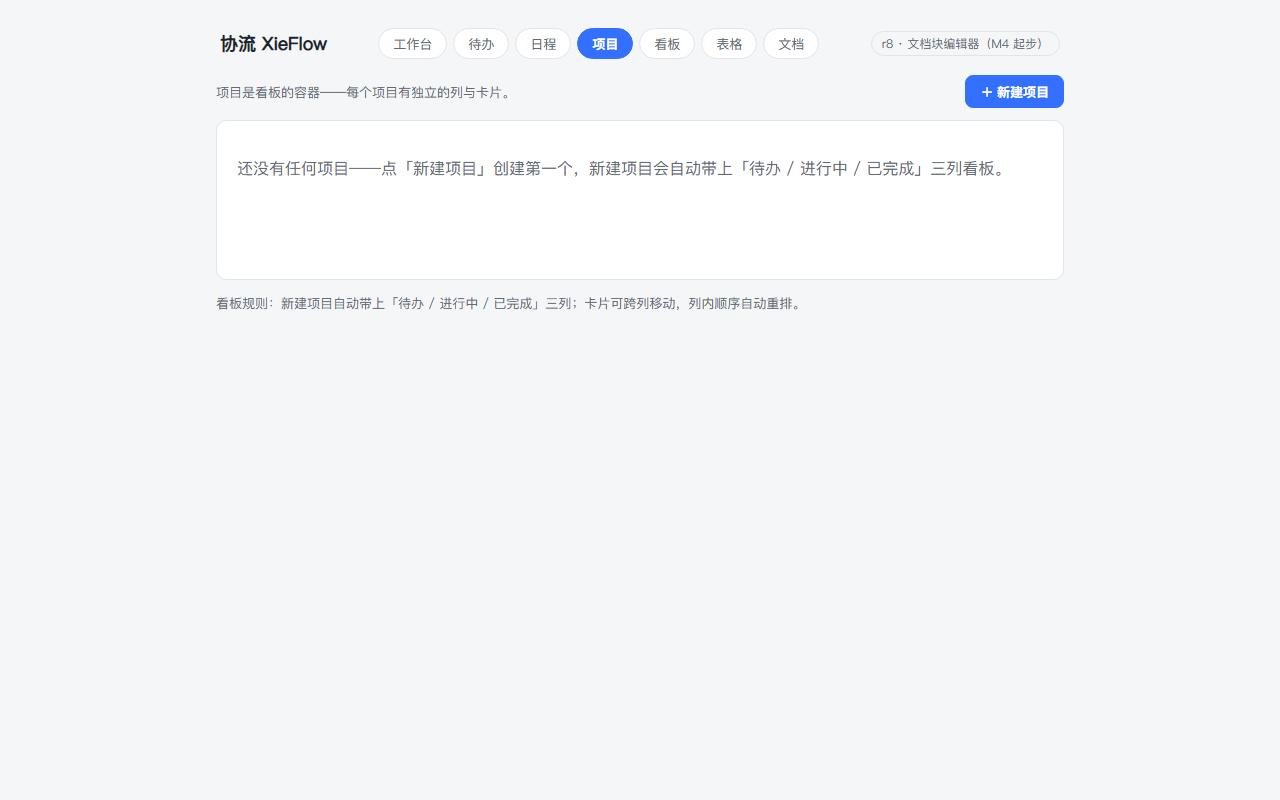 协流 XieFlow 工作台 待办 日程 项目 看板 表格 文档 r8 · 文档块编辑器（M4 起步）
项目是看板的容器——每个项目有独立的列与卡片。 ＋ 新建项目
还没有任何项目——点「新建项目」创建第一个，新建项目会自动带上「待办 / 进行中 / 已完成」三列看板。
看板规则：新建项目自动带上「待办 / 进行中 / 已完成」三列；卡片可跨列移动，列内顺序自动重排。